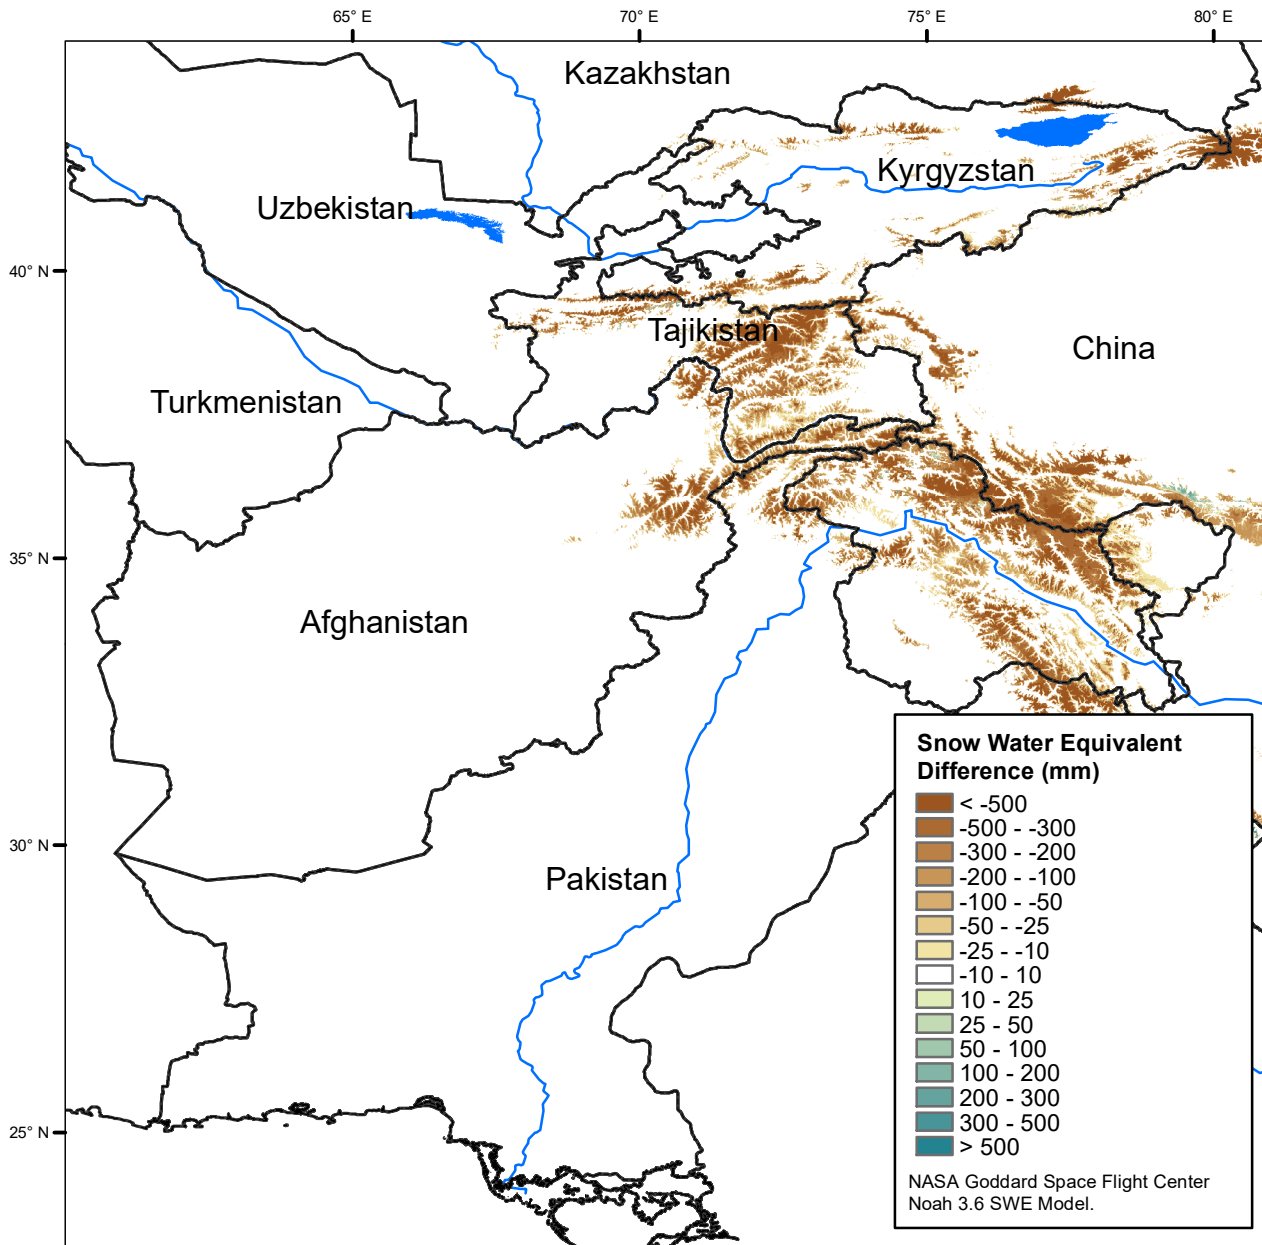 65° E
70° E
75° E
80° E
Kazakhstan
Kyrgyzstan
Uzbekistan
40° N
Tajikistan
China
Turkmenistan
35° N
Afghanistan
Snow Water Equivalent
Difference (mm)
< -500
-500 - -300
-300 - -200
-200 - -100
-100 - -50
-50 - -25
-25 - -10
-10 - 10
10 - 25
25 - 50
50 - 100
100 - 200
200 - 300
300 - 500
> 500
NASA Goddard Space Flight Center
Noah 3.6 SWE Model.
30° N
Pakistan
25° N